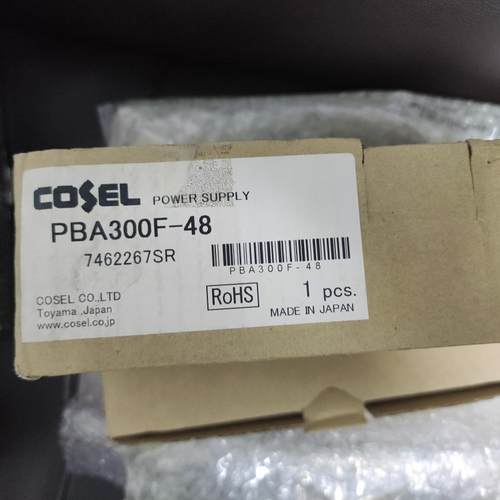 COSEL POWER SUPPLY
PBA300F-48
7462267SR
PBA300F-48
RoHS
1 pcs.
COSEL CO.,LTD
Toyama ,Japan
www.cosel.co.jp
MADE IN JAPAN